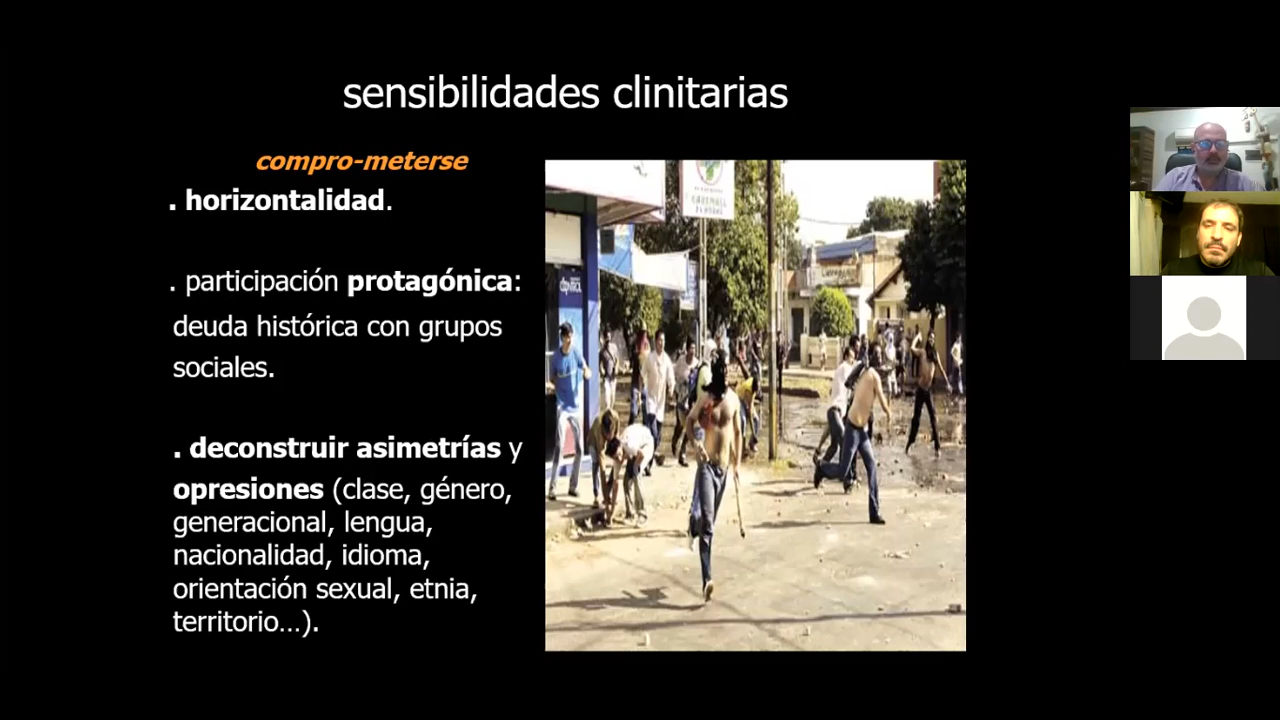 sensibilidades clinitarias
compro-meterse
. horizontalidad.
. participación protagónica:
deuda histórica con grupos
sociales.
. deconstruir asimetrías y
opresiones (clase, género,
generacional, lengua,
nacionalidad, idioma,
orientación sexual, etnia,
territorio...).